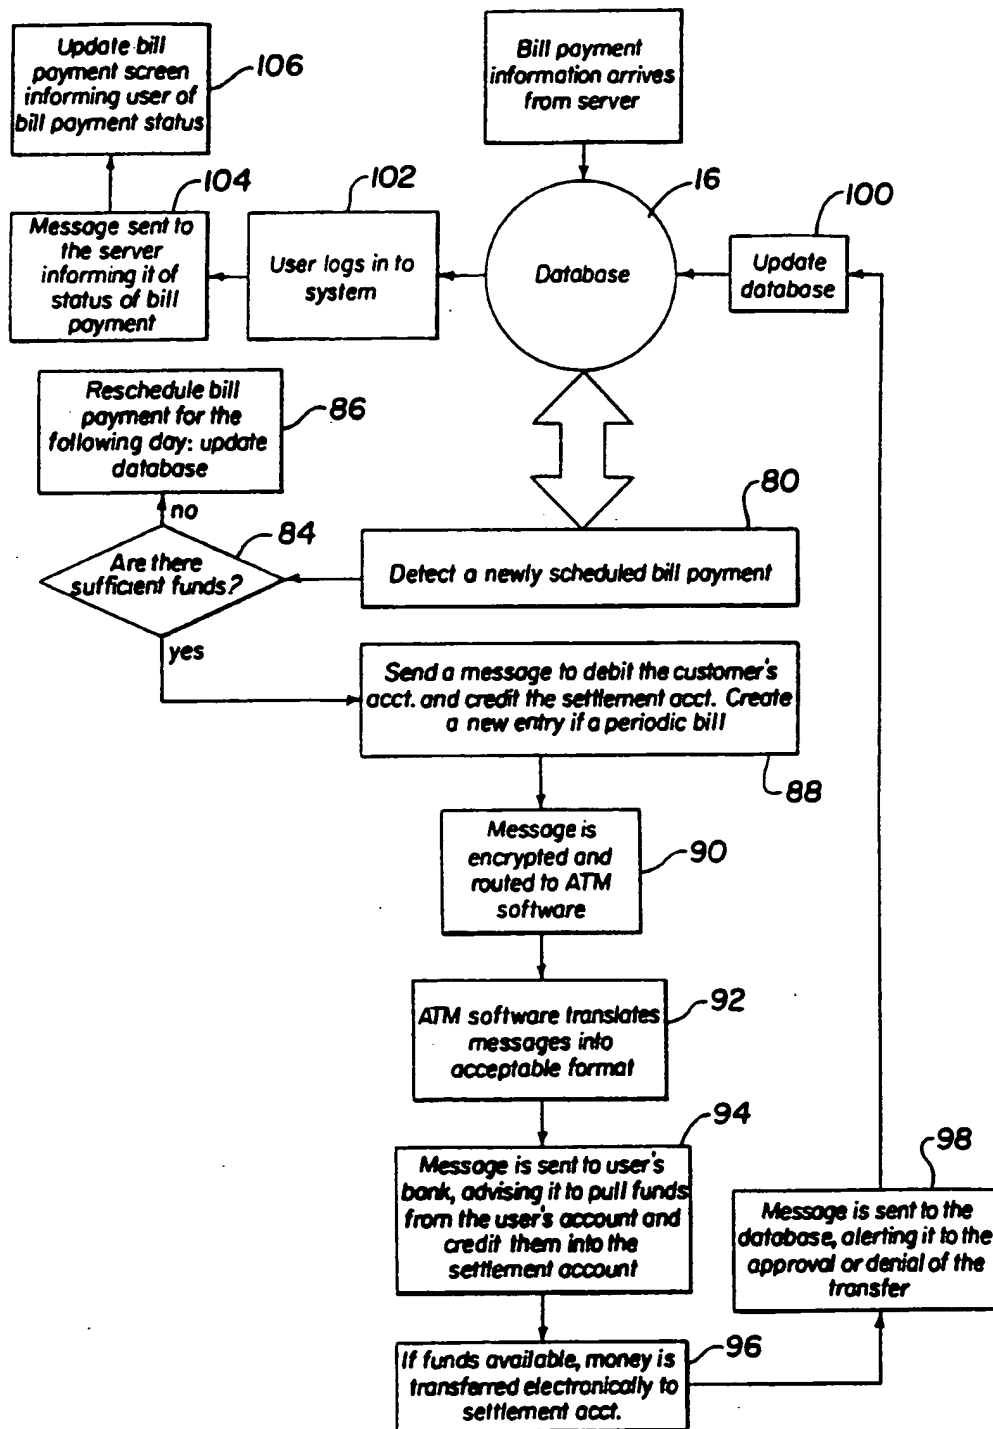 Update bill
payment screen
informing user of
bill payment status
106
Bill payment
information arrives
from server
104
Message sent to
the server
informing it of
status of bill
payment
102
User logs in to
system
16
Database
100
Update
database
Reschedule bill
payment for the
following day: update
database
86
no
84
Are there
sufficient funds?
yes
80
Detect a newly scheduled bill payment
Send a message to debit the customer's
acct. and credit the settlement acct. Create
a new entry if a periodic bill
88
Message is
encrypted and
routed to ATM
software
90
ATM software translates
messages into
acceptable format
92
94
Message is sent to user's
bank, advising it to pull funds
from the user's account and
credit them into the
settlement account
If funds available, money is
transferred electronically to
settlement acct.
96
98
Message is sent to the
database, alerting it to the
approval or denial of the
transfer